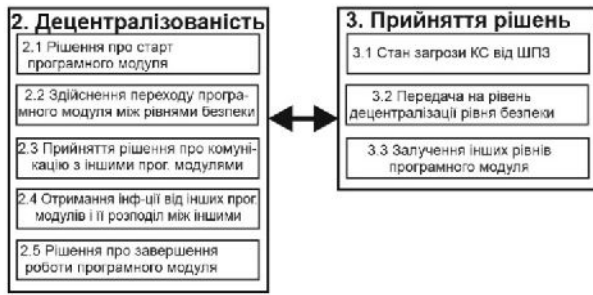 2. Децентралізованість
2.1 Рішення про старт
програмного модуля
2.2 Здійснення переходу програ-
много модуля між рівнями безпеки
2.3 Прийняття рішення про комуні-
кацію з іншими прог. модулями
2.4 Отримання інф-ції від інших прог.
модулів і її розподіл між іншими
2.5 Рішення про завершення
роботи програмного модуля
3. Прийняття рішень
3.1 Стан загрози КС від ШПЗ
3.2 Передача на рівень
децентралізації рівня безпеки
3.3 Залучення інших рівнів
програмного модуля